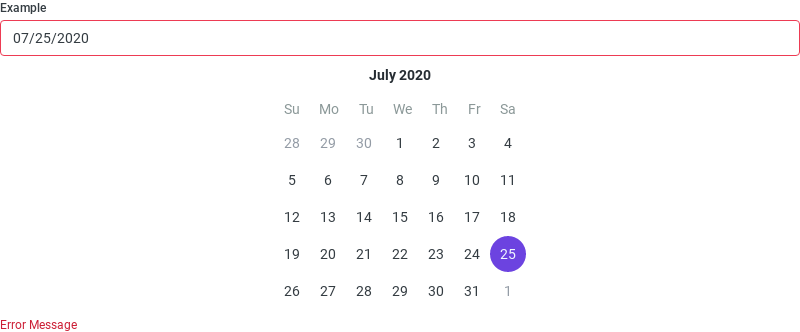 Example
07/25/2020
July 2020
Su Mo Tu We Th Fr Sa
28 29 30 1 2 3 4
5 6 7 8 9 10 11
12 13 14 15 16 17 18
19 20 21 22 23 24 25
26 27 28 29 30 31 1
Error Message